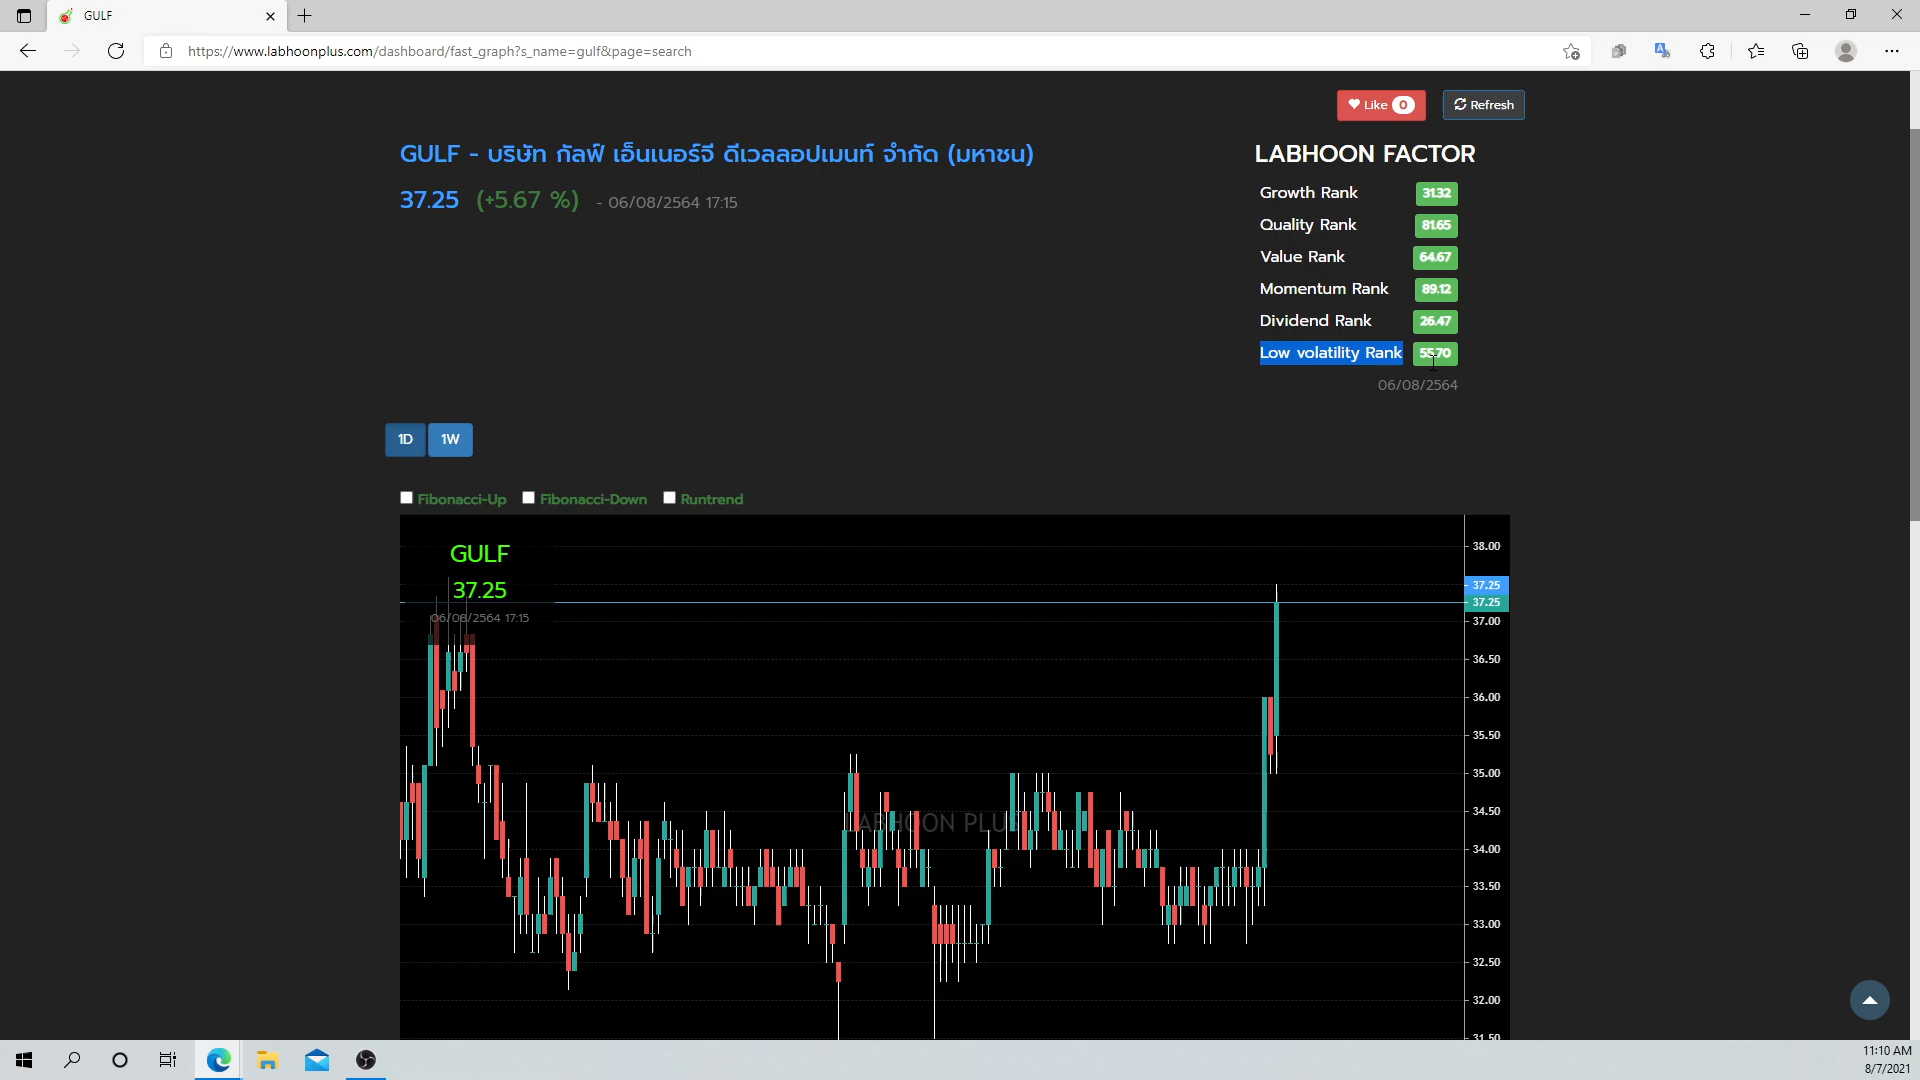 GULF
https://www.labhoonplus.com/dashboard/fast_graph?s_name=gulf&page=search
Like 0
Refresh
GULF - บริษัท กัลฟ์ เอ็นเนอร์จี ดีเวลลอปเมนท์ จำกัด (มหาชน)
37.25 (+5.67 %) - 06/08/2564 17:15
LABHOON FACTOR
Growth Rank 31.32
Quality Rank 81.65
Value Rank 64.67
Momentum Rank 89.12
Dividend Rank 26.47
Low volatility Rank 55.70
06/08/2564
1D 1W
Fibonacci-Up Fibonacci-Down Runtrend
GULF
37.25
06/08/2564 17:15
38.00
37.25
37.25
37.00
36.50
36.00
35.50
35.00
34.50
34.00
33.50
33.00
32.50
32.00
31.50
LABHOON PLUS
11:10 AM
8/7/2021